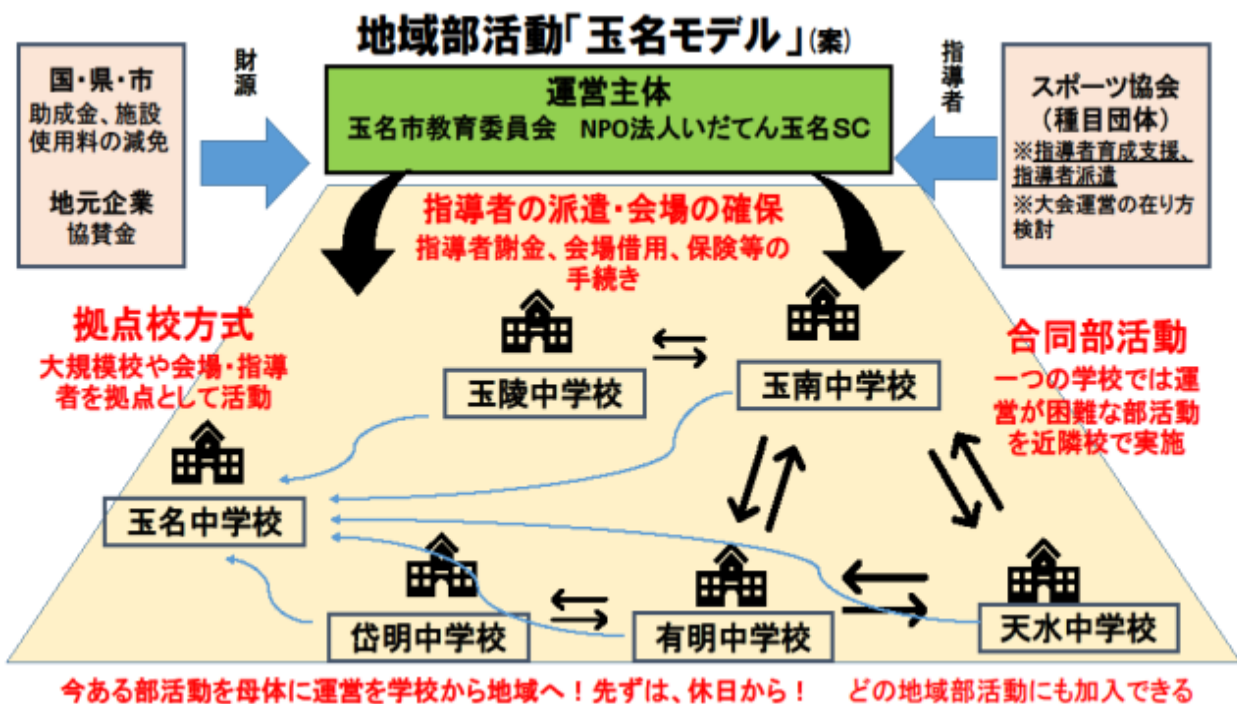 地域部活動「玉名モデル」(案)
国・県・市
助成金、施設
使用料の減免
地元企業
協賛金
財源
運営主体
玉名市教育委員会 NPO法人いだてん玉名SC
指導者
スポーツ協会
(種目団体)
※指導者育成支援、
指導者派遣
※大会運営の在り方
検討
指導者の派遣・会場の確保
指導者謝金、会場借用、保険等の
手続き
拠点校方式
大規模校や会場・指導
者を拠点として活動
合同部活動
一つの学校では運
営が困難な部活動
を近隣校で実施
玉陵中学校
玉南中学校
玉名中学校
岱明中学校
有明中学校
天水中学校
今ある部活動を母体に運営を学校から地域へ!先ずは、休日から! どの地域部活動にも加入できる